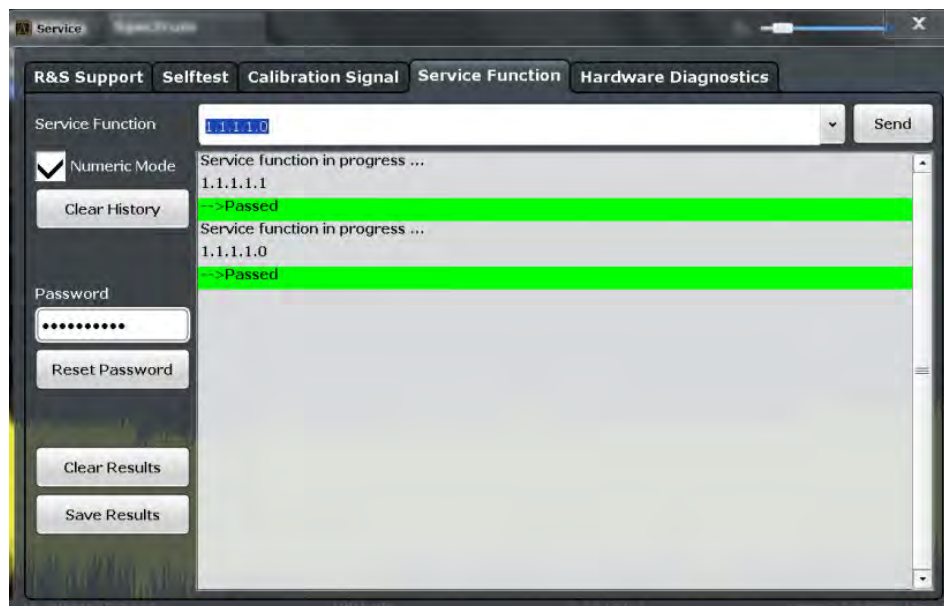 Service
Spectrum
R&S Support Selftest Calibration Signal Service Function Hardware Diagnostics
Service Function
1.1.1.1.0
Send
Numeric Mode
Clear History
Password
••••••••••
Reset Password
Clear Results
Save Results
Service function in progress ...
1.1.1.1.1
-->Passed
Service function in progress ...
1.1.1.1.0
-->Passed